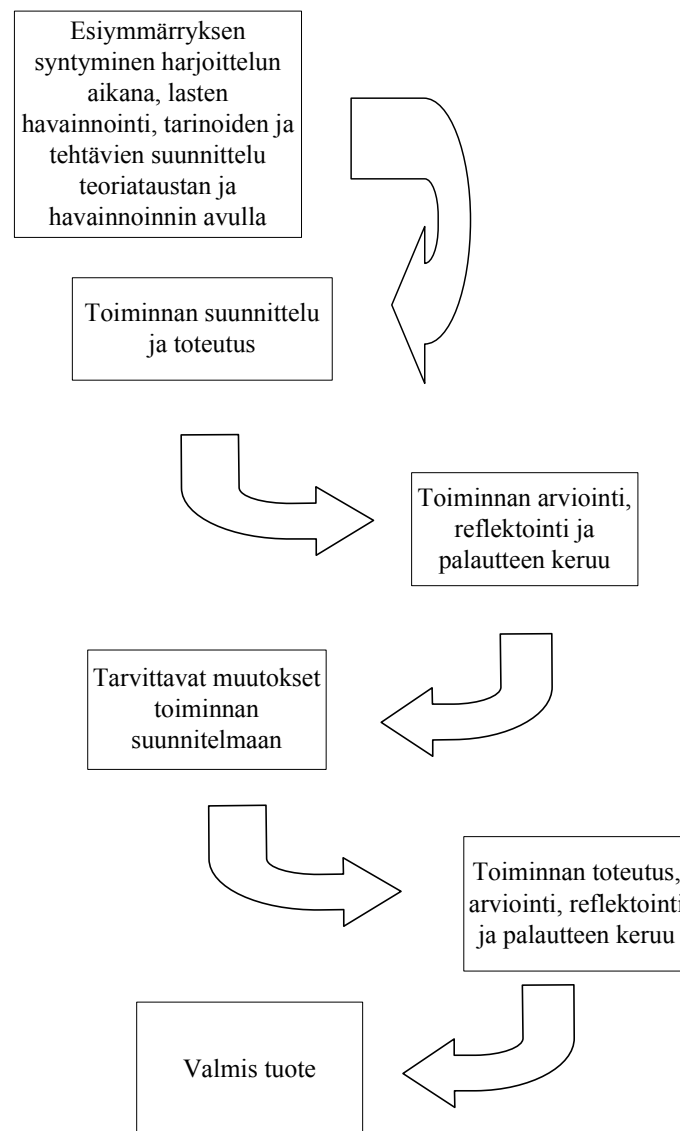 Esiymmärryksen
syntyminen harjoittelun
aikana, lasten
havainnointi, tarinoiden ja
tehtävien suunnittelu
teoriataustan ja
havainnoinnin avulla
Toiminnan suunnittelu
ja toteutus
Toiminnan arviointi,
reflektointi ja
palautteen keruu
Tarvittavat muutokset
toiminnan
suunnitelmaan
Toiminnan toteutus,
arviointi, reflektointi
ja palautteen keruu
Valmis tuote